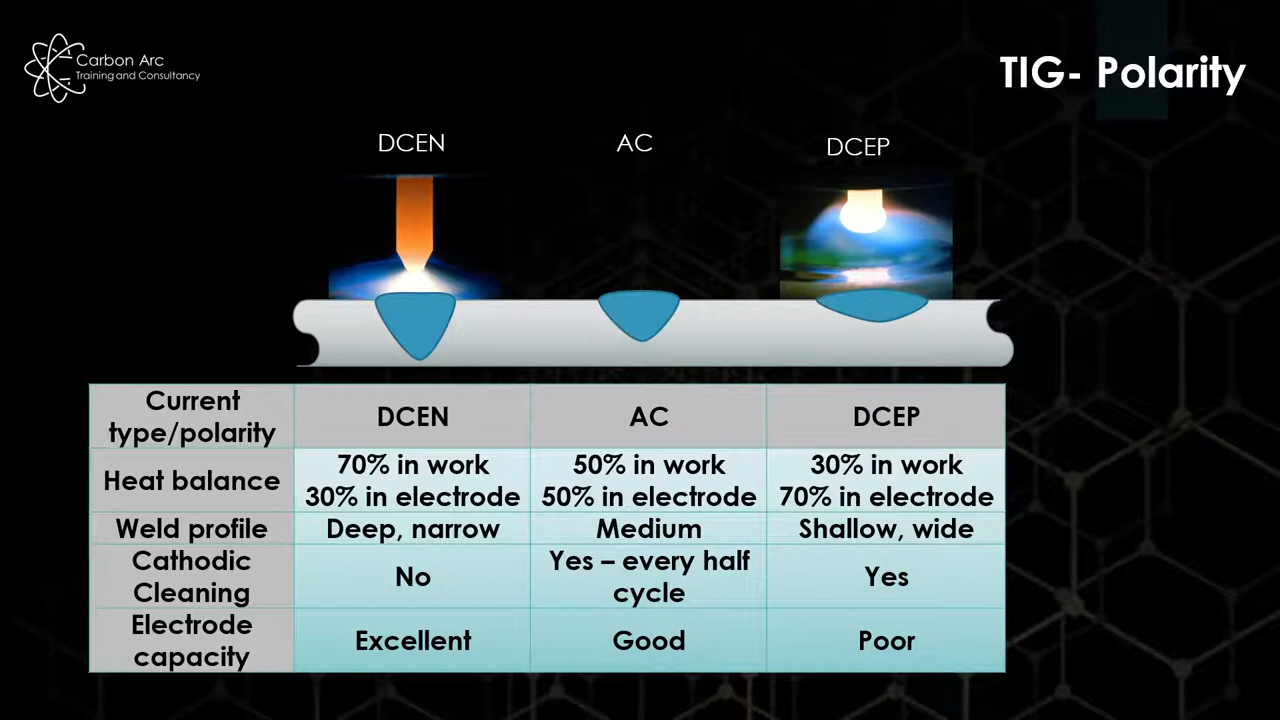 Carbon Arc
Training and Consultancy
TIG- Polarity
DCEN
AC
DCEP
Current
type/polarity
DCEN
AC
DCEP
Heat balance
70% in work
30% in electrode
50% in work
50% in electrode
30% in work
70% in electrode
Weld profile
Deep, narrow
Medium
Shallow, wide
Cathodic
Cleaning
No
Yes – every half
cycle
Yes
Electrode
capacity
Excellent
Good
Poor